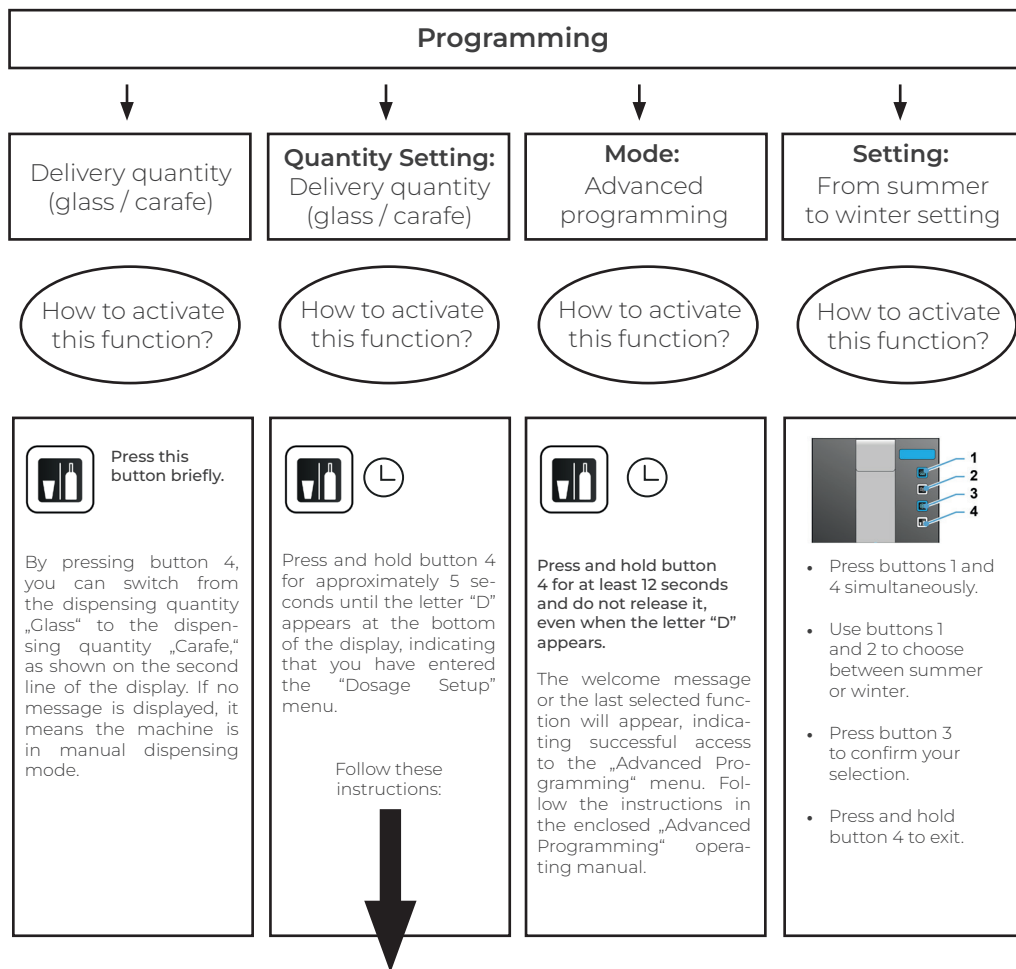 Programming
Delivery quantity
(glass / carafe)
Quantity Setting:
Delivery quantity
(glass / carafe)
Mode:
Advanced
programming
Setting:
From summer
to winter setting
How to activate
this function?
How to activate
this function?
How to activate
this function?
How to activate
this function?
Press this
button briefly.
By pressing button 4,
you can switch from
the dispensing quantity
„Glass“ to the dispen-
sing quantity „Carafe,“
as shown on the second
line of the display. If no
message is displayed, it
means the machine is
in manual dispensing
mode.
Press and hold button 4
for approximately 5 se-
conds until the letter “D”
appears at the bottom
of the display, indicating
that you have entered
the “Dosage Setup”
menu.
Follow these
instructions:
Press and hold button
4 for at least 12 seconds
and do not release it,
even when the letter “D”
appears.
The welcome message
or the last selected func-
tion will appear, indica-
ting successful access
to the „Advanced Pro-
gramming“ menu. Fol-
low the instructions in
the enclosed „Advanced
Programming“ opera-
ting manual.
1
2
3
4
• Press buttons 1 and
4 simultaneously.
• Use buttons 1
and 2 to choose
between summer
or winter.
• Press button 3
to confirm your
selection.
• Press and hold
button 4 to exit.